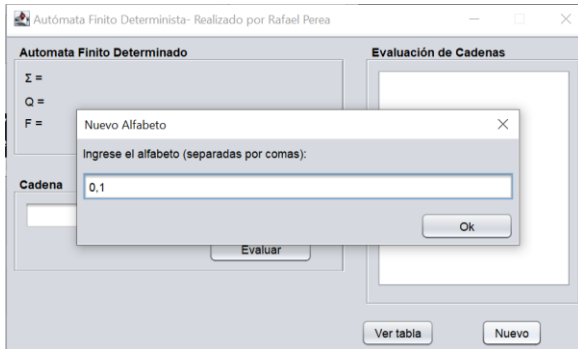 Autómata Finito Determinista- Realizado por Rafael Perea
Automata Finito Determinado
Σ =
Q =
F =
Evaluación de Cadenas
Nuevo Alfabeto
Ingrese el alfabeto (separadas por comas):
0,1
Ok
Cadena
Evaluar
Ver tabla
Nuevo